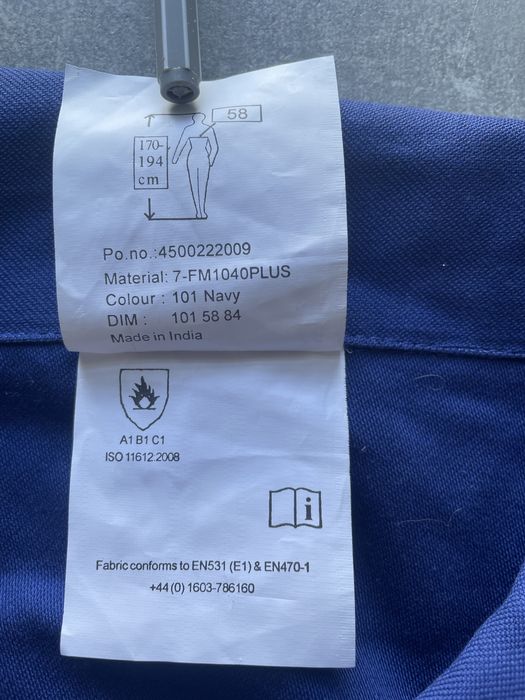 58
170-
194
cm
Po.no.:4500222009
Material: 7-FM1040PLUS
Colour : 101 Navy
DIM : 101 58 84
Made in India
A1 B1 C1
ISO 11612:2008
i
Fabric conforms to EN531 (E1) & EN470-1
+44 (0) 1603-786160